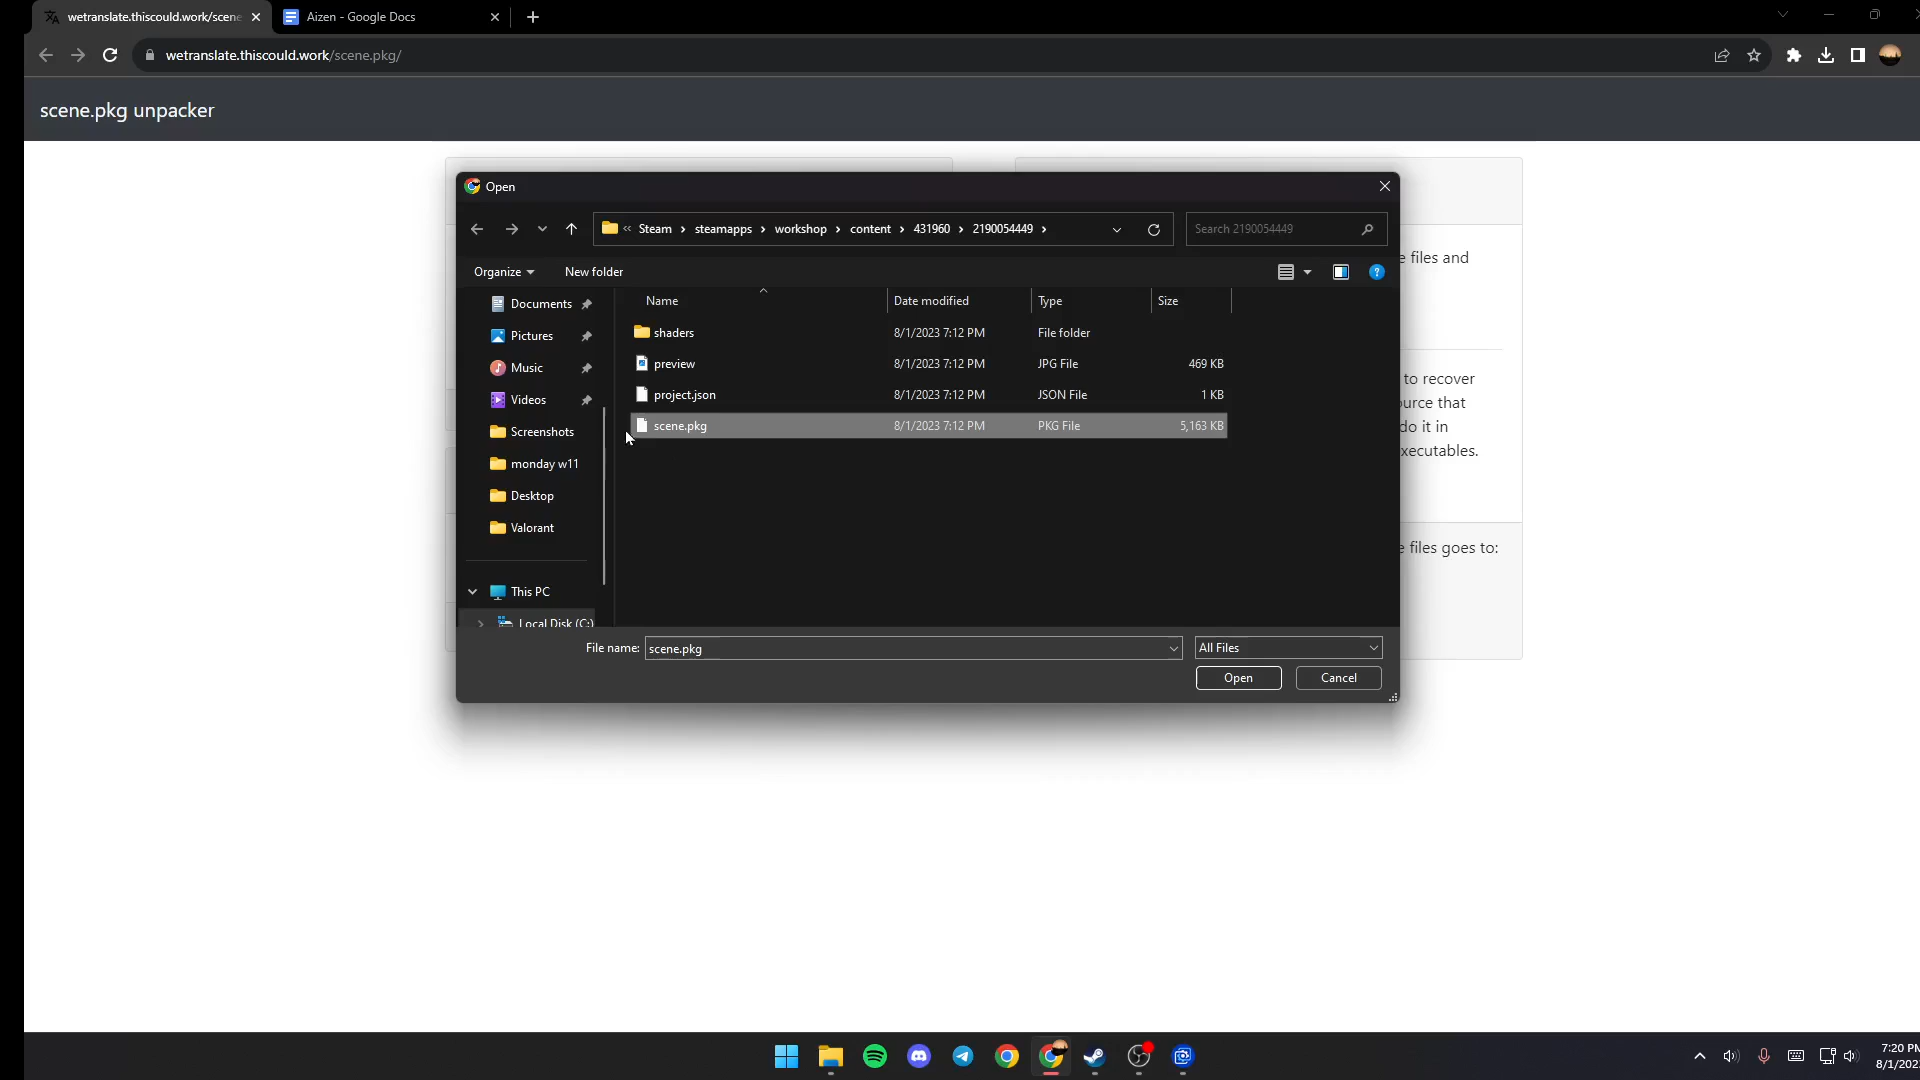 wetranslate.thiscould.work/scene
Aizen - Google Docs
wetranslate.thiscould.work/scene.pkg/
scene.pkg unpacker
Open
« Steam › steamapps › workshop › content › 431960 › 2190054449 ›
Search 2190054449
Organize
New folder
files and
Documents
Pictures
Music
Videos
Screenshots
monday w11
Desktop
Valorant
This PC
Local Disk (C:)
Name Date modified Type Size
shaders 8/1/2023 7:12 PM File folder
preview 8/1/2023 7:12 PM JPG File 469 KB
project.json 8/1/2023 7:12 PM JSON File 1 KB
scene.pkg 8/1/2023 7:12 PM PKG File 5,163 KB
to recover
that
do it in
files goes to:
File name: scene.pkg
All Files
Open
Cancel
7:20 PM